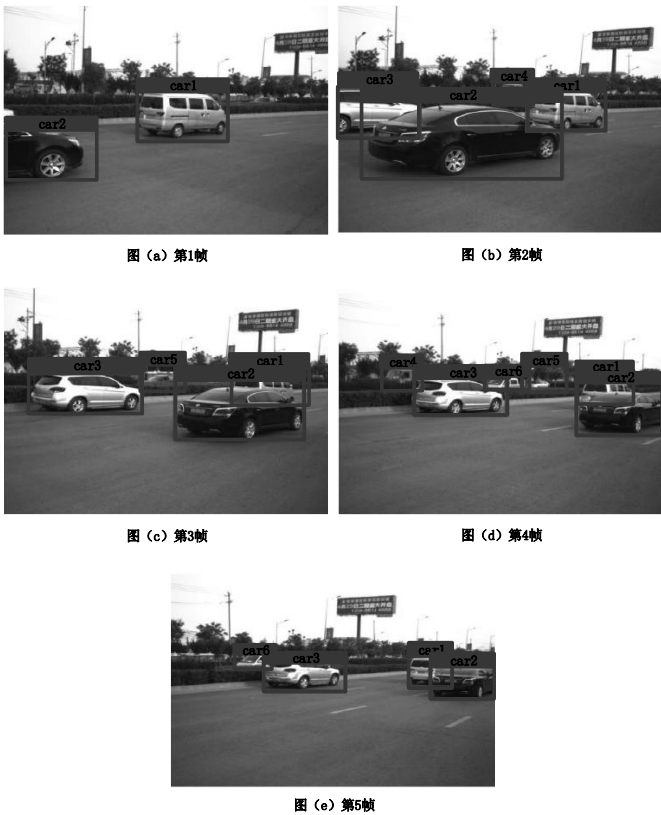 car1
car2
图（a）第1帧
car3
car4
car1
car2
图（b）第2帧
car3
car5
car1
car2
图（c）第3帧
car4
car3
car6
car5
car1
car2
图（d）第4帧
car6
car3
car1
car2
图（e）第5帧